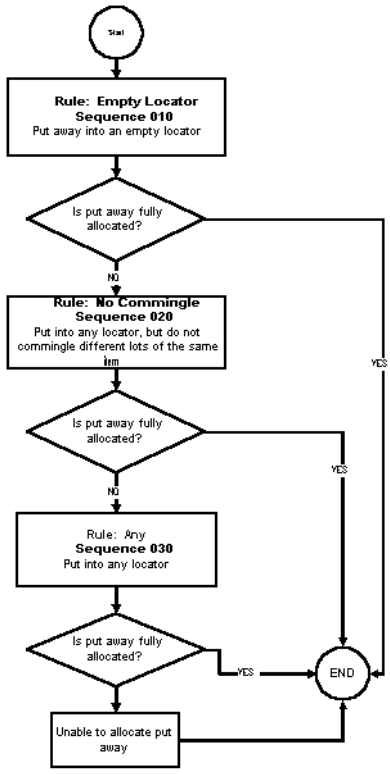 Start
Rule: Empty Locator
Sequence 010
Put away into an empty locator
Is put away fully
allocated?
NO
YES
Rule: No Commingle
Sequence 020
Put into any locator, but do not
commingle different lots of the same
item
Is put away fully
allocated?
YES
NO
Rule: Any
Sequence 030
Put into any locator
Is put away fully
allocated?
YES
END
Unable to allocate put
away